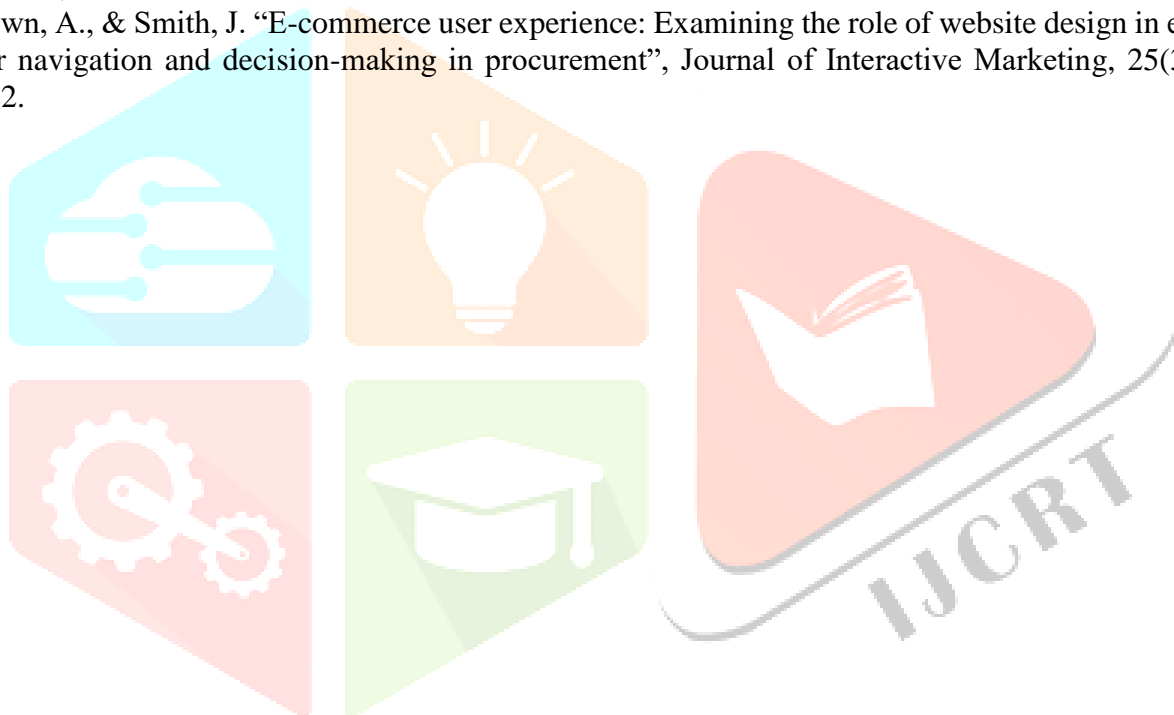 wn, A., & Smith, J. “E-commerce user experience: Examining the role of website design in e
r navigation and decision-making in procurement”, Journal of Interactive Marketing, 25(3
2.
IJCRT